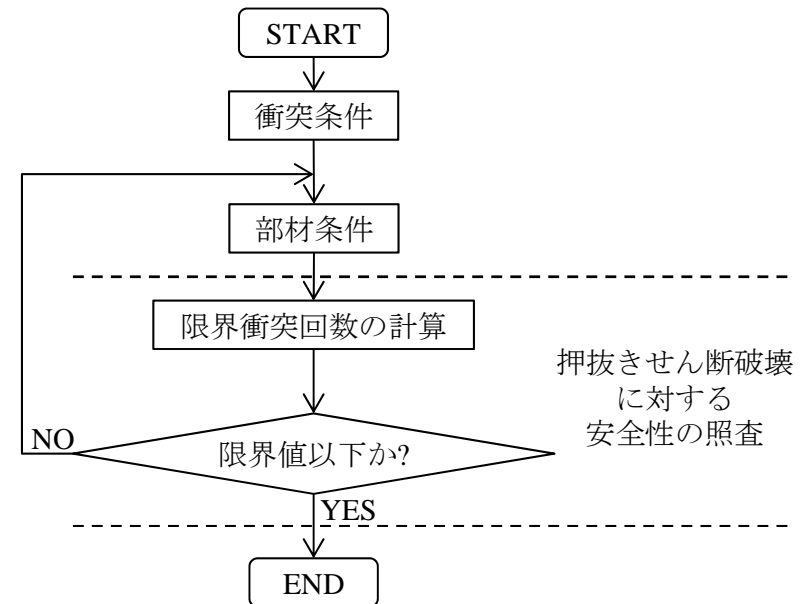 START
衝突条件
部材条件
限界衝突回数の計算
押抜きせん断破壊
に対する
安全性の照査
NO
限界値以下か?
YES
END